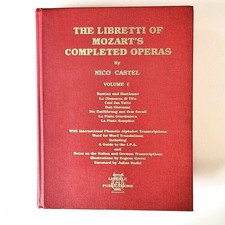 THE LIBRETTI OF
MOZART'S
COMPLETED OPERAS
By
NICO CASTEL
VOLUME I
Bastien und Bastienne
La Clemenza di Tito
Così fan Tutte
Don Giovanni
Die Entführung aus dem Serail
La Finta Giardiniera
La Finta Semplice
With International Phonetic Alphabet Transcriptions
Word for Word Translations
Including
A Guide to the I.P.A.
and
Notes on the Italian and German Transcriptions
Illustrations by Eugene Green
Foreword by Julius Rudel